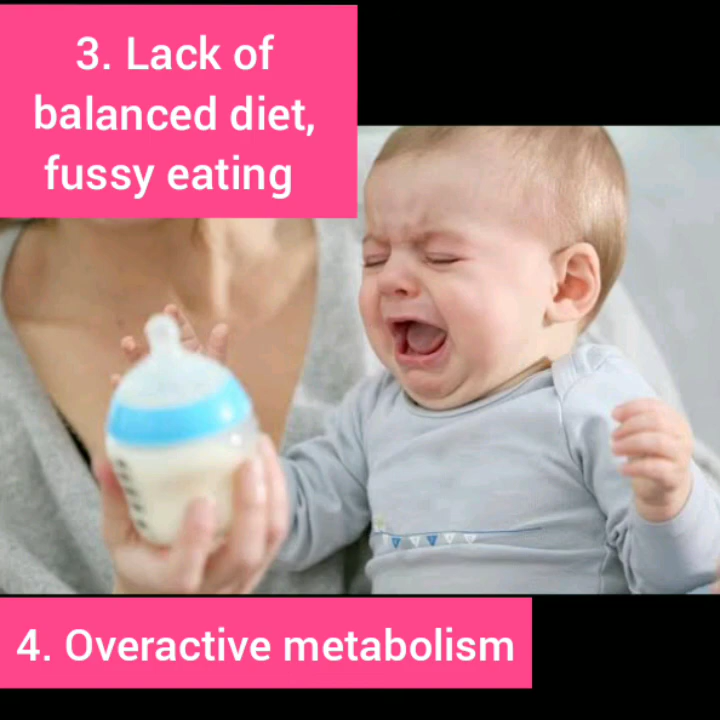 3. Lack of
balanced diet,
fussy eating
4. Overactive metabolism